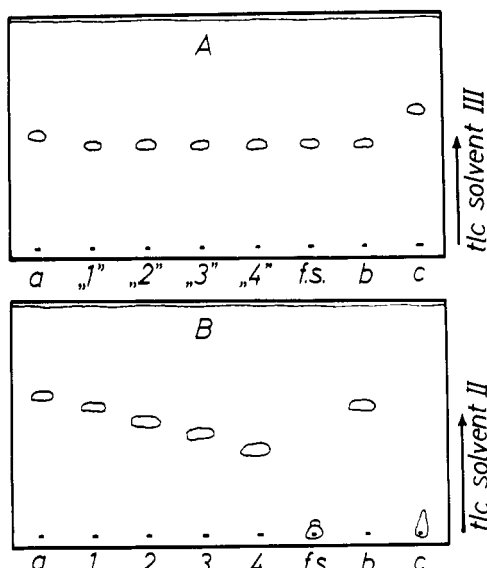 A
a „1” „2” „3” „4” f.s. b c
tlc solvent III
B
a 1 2 3 4 f.s. b c
tlc solvent II